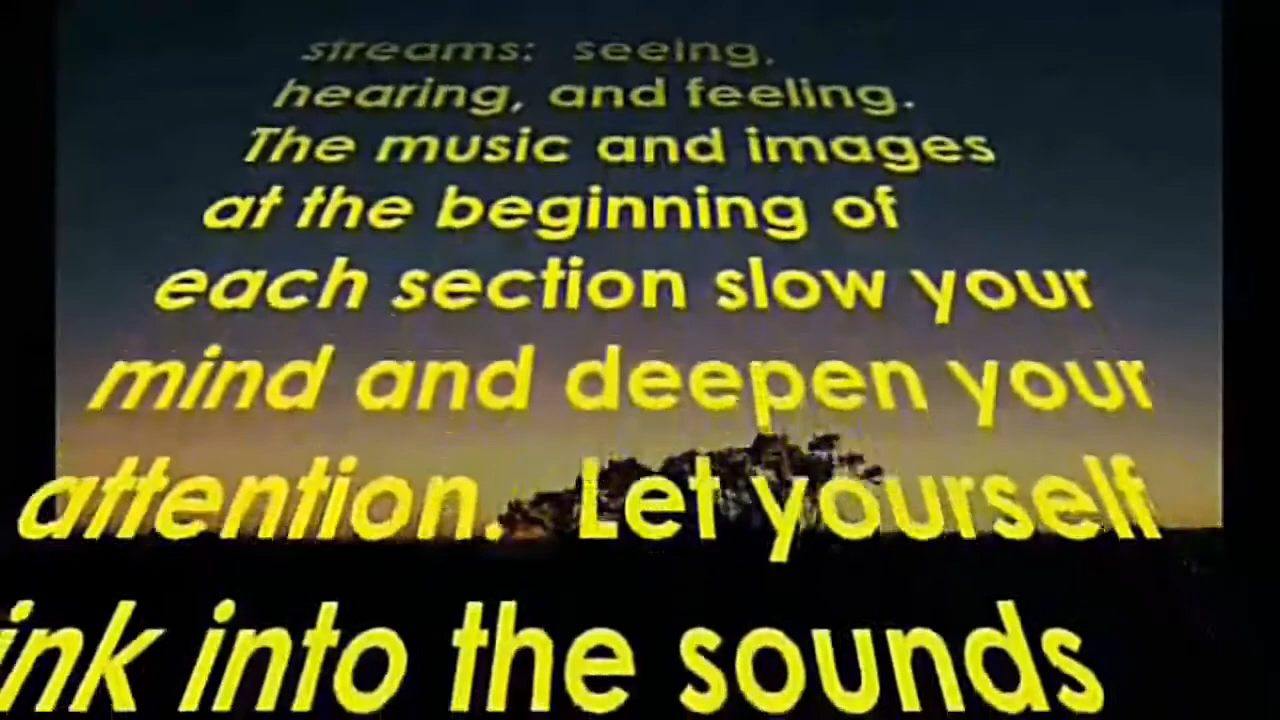 streams: seeing,
hearing, and feeling.
The music and images
at the beginning of
each section slow your
mind and deepen your
attention. Let yourself
ink into the sounds